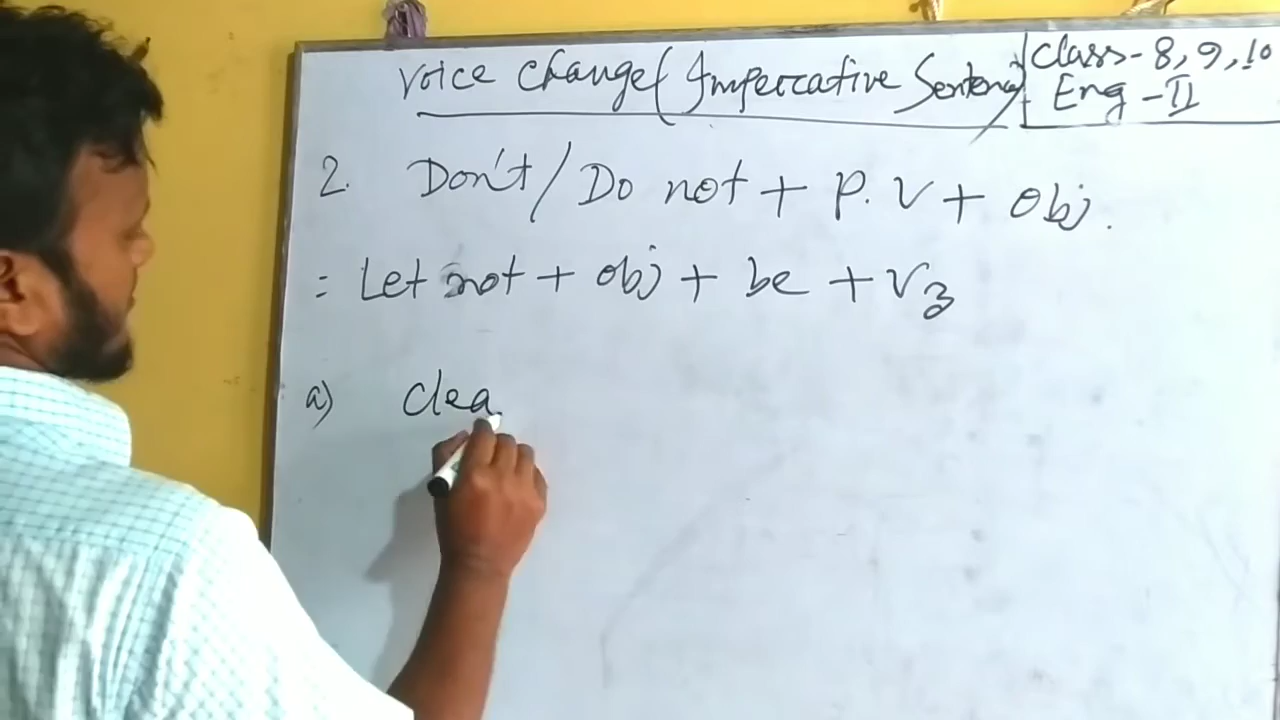 Voice Change (Imperative Sentence)
Class - 8, 9, 10
Eng - II
2. Don't / Do not + P. V + Obj.
= Let not + obj + be + V3
a) Clea